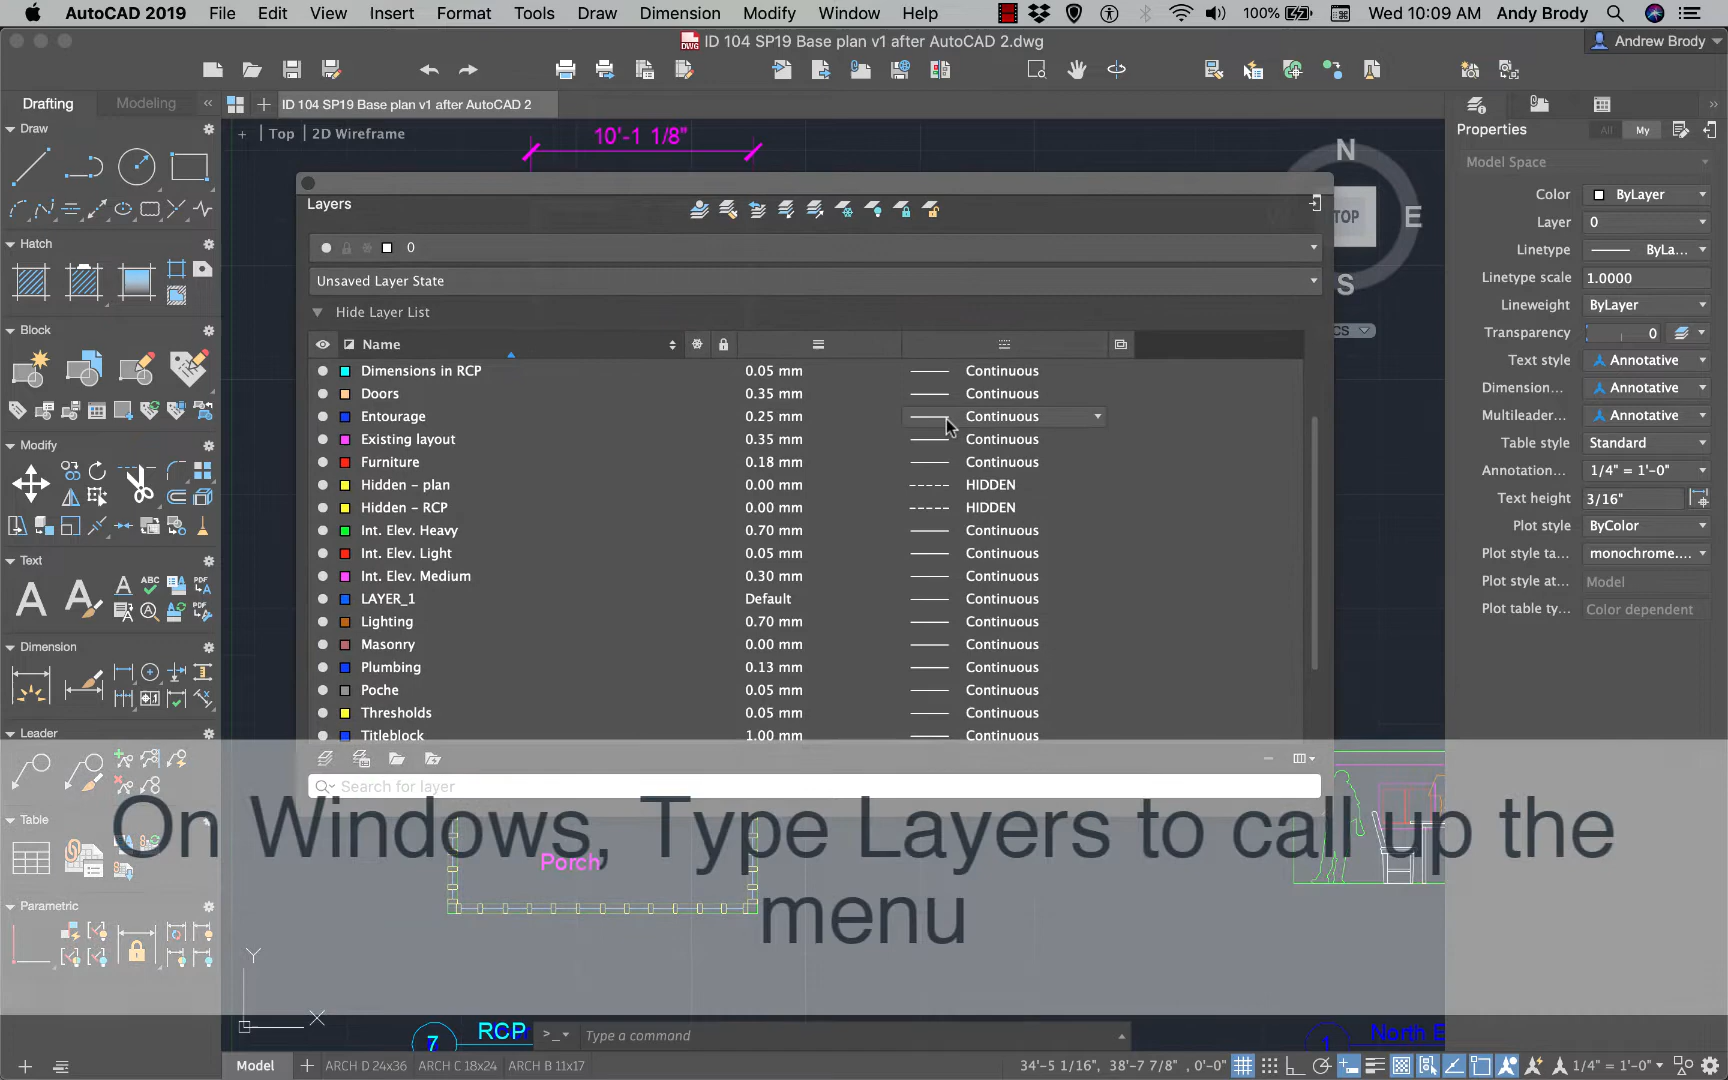 AutoCAD 2019 File Edit View Insert Format Tools Draw Dimension Modify Window Help 100% Wed 10:09 AM Andy Brody
DWG ID 104 SP19 Base plan v1 after AutoCAD 2.dwg Andrew Brody
Drafting Modeling « ID 104 SP19 Base plan v1 after AutoCAD 2 »
Draw
+ | Top | 2D Wireframe
10'-1 1/8"
Properties All My
Model Space
Layers
N
TOP
E
S
CS
Color ByLayer
Layer 0
Linetype ByLa...
Linetype scale 1.0000
Lineweight ByLayer
Transparency 0
Text style Annotative
Dimension... Annotative
Multileader... Annotative
Table style Standard
Annotation... 1/4" = 1'-0"
Text height 3/16"
Plot style ByColor
Plot style ta... monochrome....
Plot style at... Model
Plot table ty... Color dependent
0
Unsaved Layer State
Hide Layer List
Name
Dimensions in RCP 0.05 mm Continuous
Doors 0.35 mm Continuous
Entourage 0.25 mm Continuous
Existing layout 0.35 mm Continuous
Furniture 0.18 mm Continuous
Hidden - plan 0.00 mm HIDDEN
Hidden - RCP 0.00 mm HIDDEN
Int. Elev. Heavy 0.70 mm Continuous
Int. Elev. Light 0.05 mm Continuous
Int. Elev. Medium 0.30 mm Continuous
LAYER_1 Default Continuous
Lighting 0.70 mm Continuous
Masonry 0.00 mm Continuous
Plumbing 0.13 mm Continuous
Poche 0.05 mm Continuous
Thresholds 0.05 mm Continuous
Titleblock 1.00 mm Continuous
Search for layer
Hatch
Block
Modify
Text
A A A ABC PDF
PDF
Dimension
Leader
Table
Parametric
On Windows, Type Layers to call up the
menu
Porch
Y
X
7 RCP
>_ Type a command
1 North E
Model + ARCH D 24x36 ARCH C 18x24 ARCH B 11x17 34'-5 1/16", 38'-7 7/8" , 0'-0" 1/4" = 1'-0"